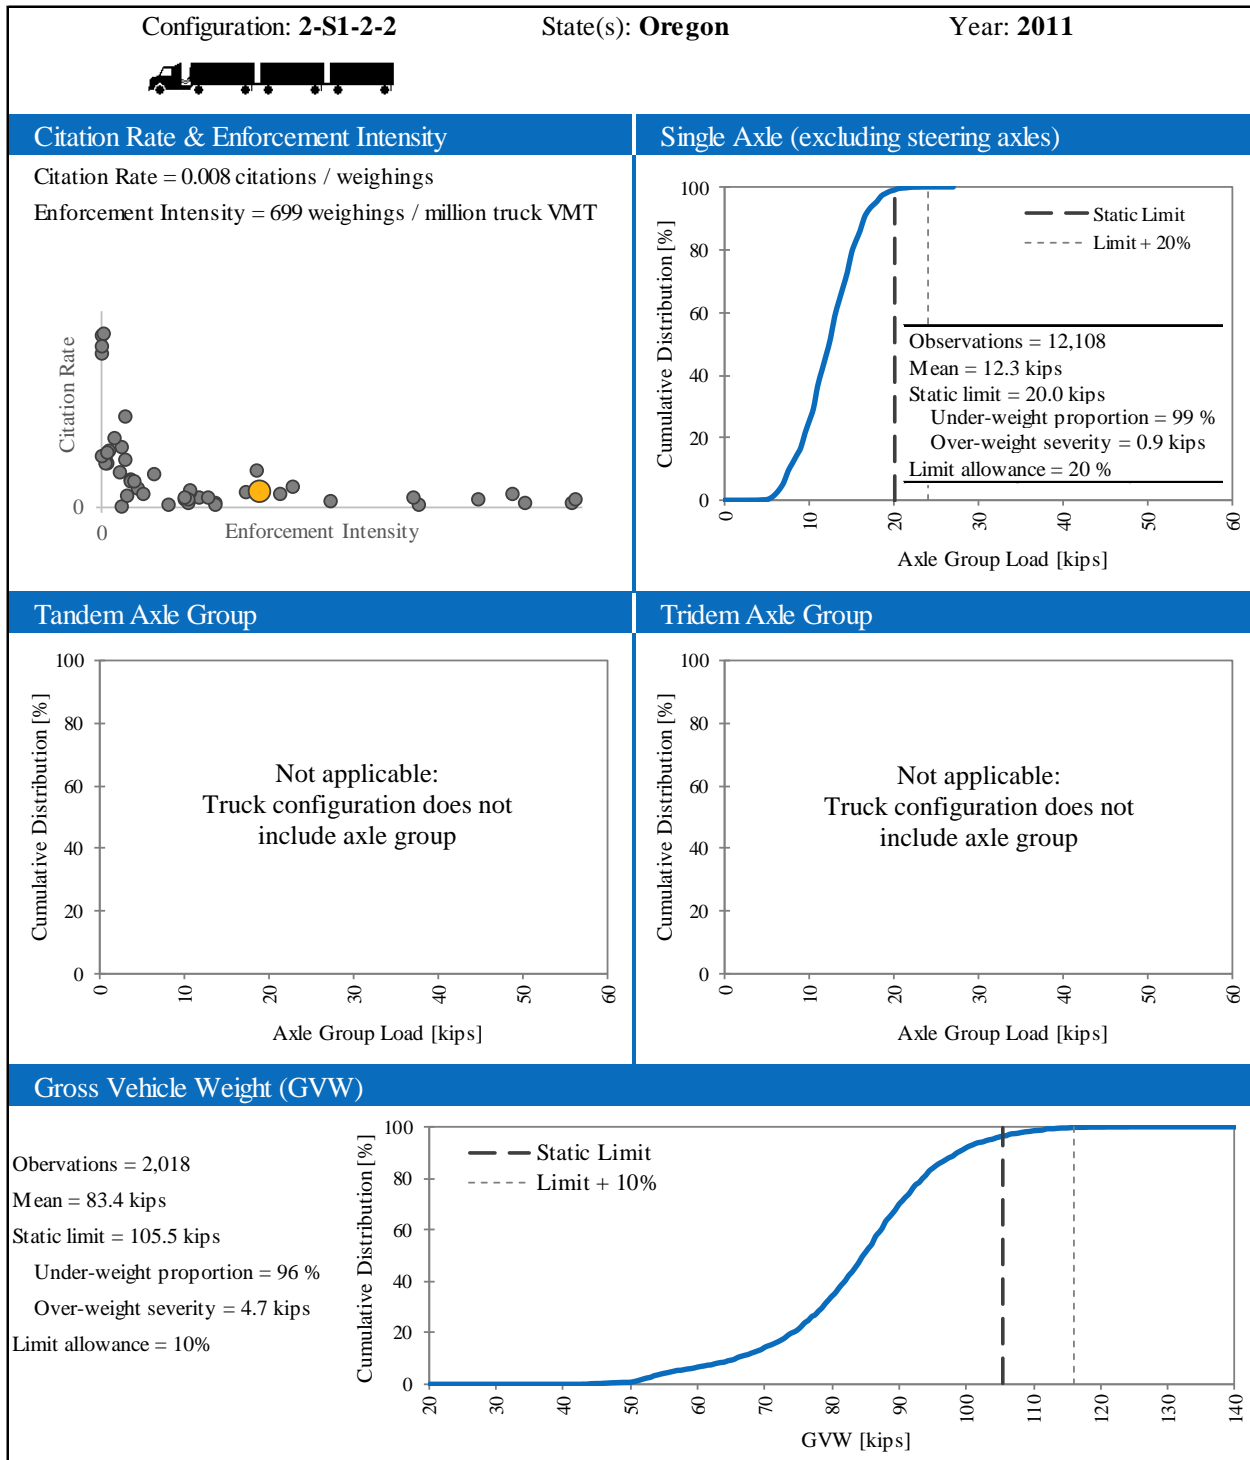 Configuration: 2-S1-2-2 State(s): Oregon Year: 2011
Citation Rate & Enforcement Intensity
Citation Rate = 0.008 citations / weighings
Enforcement Intensity = 699 weighings / million truck VMT
Citation Rate
0
0
Enforcement Intensity
Single Axle (excluding steering axles)
Cumulative Distribution [%]
100
80
60
40
20
0
Static Limit
Limit + 20%
Observations = 12,108
Mean = 12.3 kips
Static limit = 20.0 kips
Under-weight proportion = 99 %
Over-weight severity = 0.9 kips
Limit allowance = 20 %
0 10 20 30 40 50 60
Axle Group Load [kips]
Tandem Axle Group
Cumulative Distribution [%]
100
80
60
40
20
0
Not applicable:
Truck configuration does not
include axle group
0 10 20 30 40 50 60
Axle Group Load [kips]
Tridem Axle Group
Cumulative Distribution [%]
100
80
60
40
20
0
Not applicable:
Truck configuration does not
include axle group
0 10 20 30 40 50 60
Axle Group Load [kips]
Gross Vehicle Weight (GVW)
Obervations = 2,018
Mean = 83.4 kips
Static limit = 105.5 kips
Under-weight proportion = 96 %
Over-weight severity = 4.7 kips
Limit allowance = 10%
Cumulative Distribution [%]
100
80
60
40
20
0
Static Limit
Limit + 10%
20 30 40 50 60 70 80 90 100 110 120 130 140
GVW [kips]